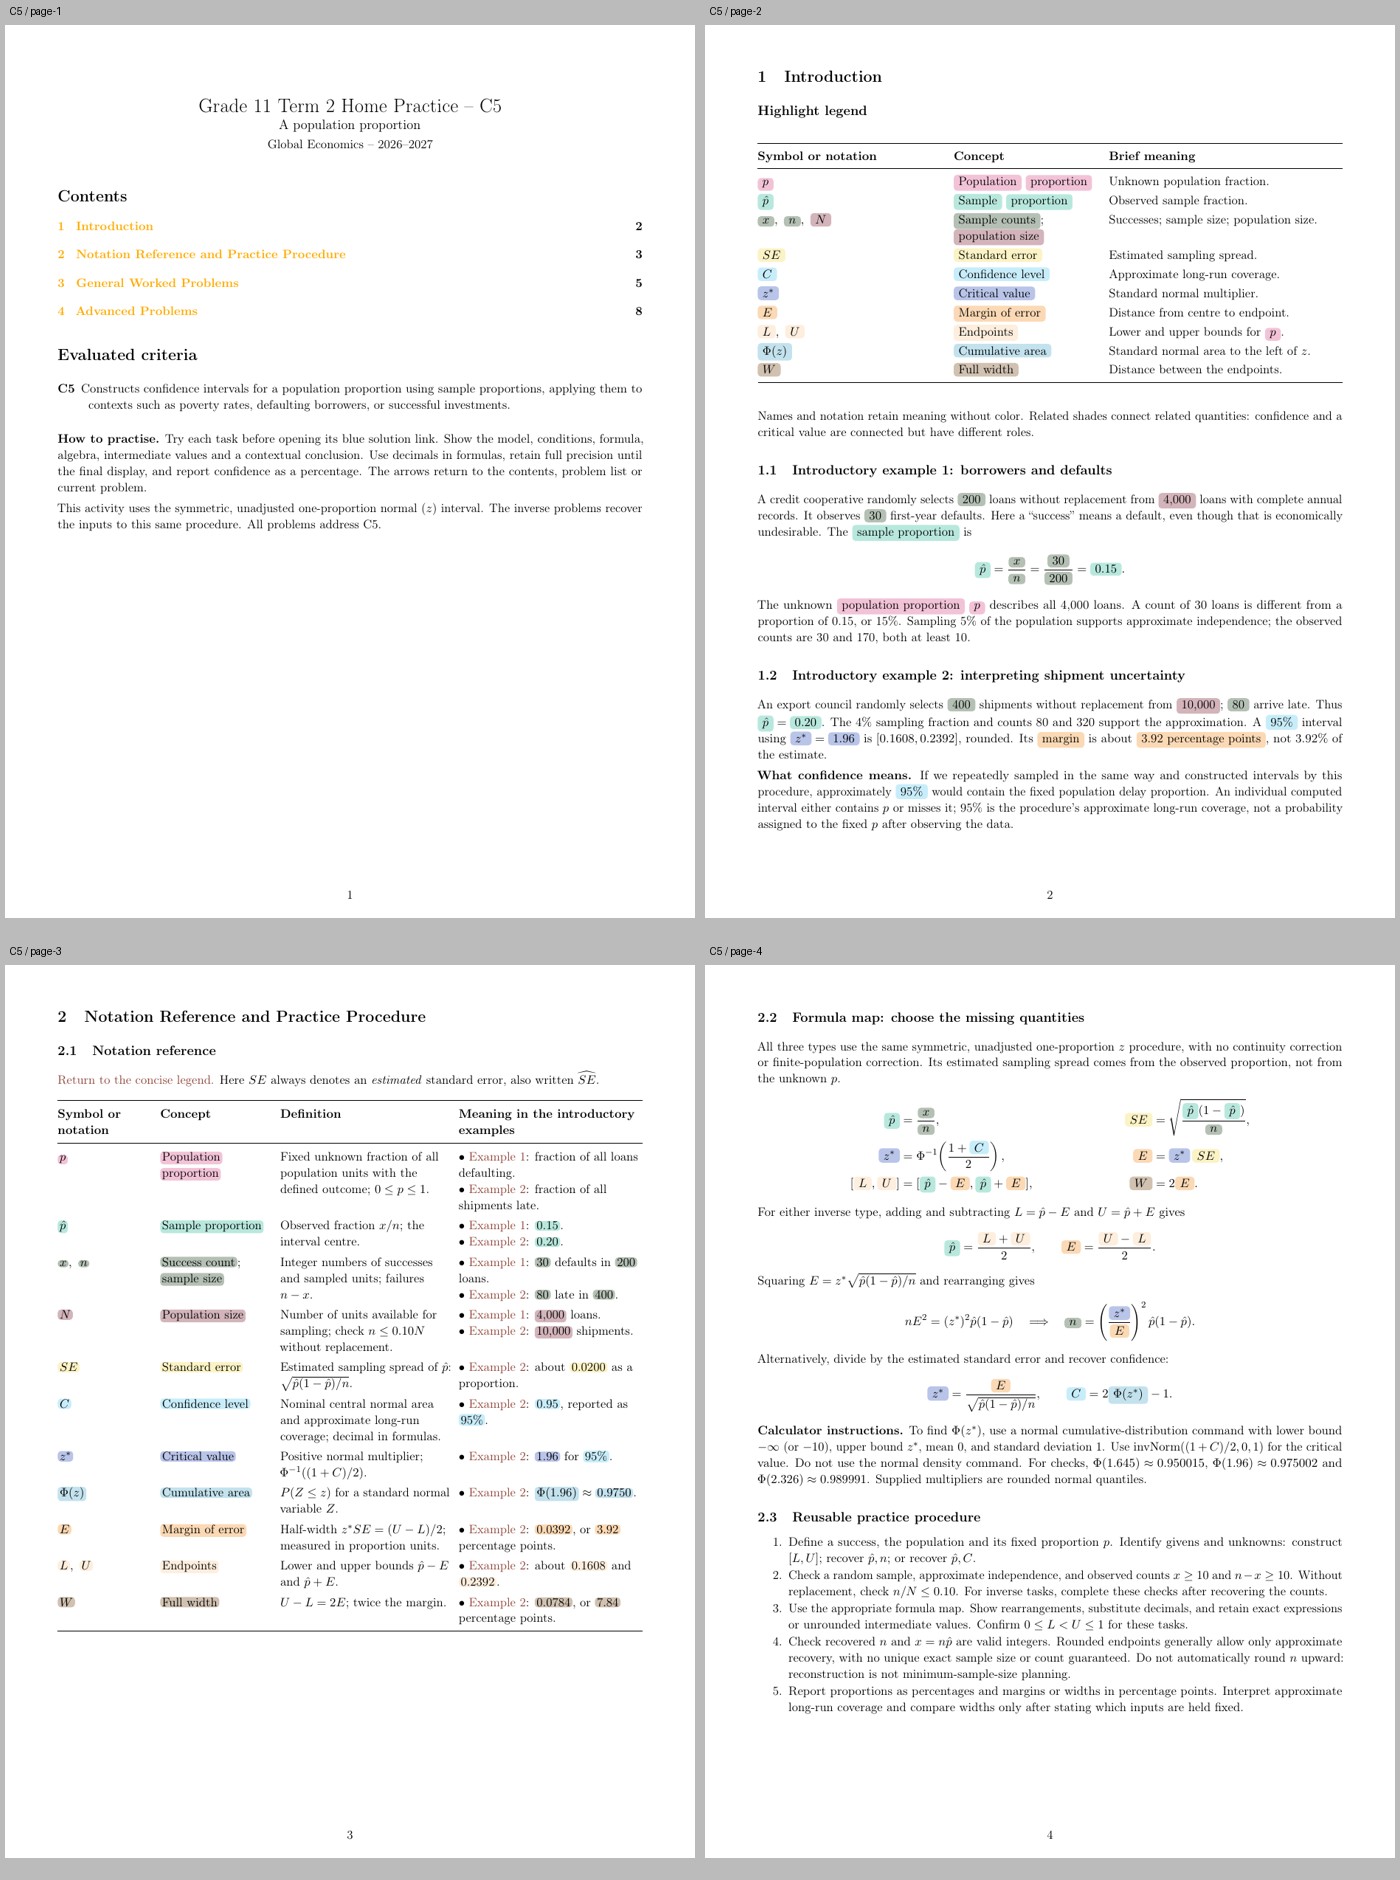 C5 / page-1
Grade 11 Term 2 Home Practice – C5
A population proportion
Global Economics – 2026–2027
Contents
1 Introduction 2
2 Notation Reference and Practice Procedure 3
3 General Worked Problems 5
4 Advanced Problems 8
Evaluated criteria
C5 Constructs confidence intervals for a population proportion using sample proportions, applying them to
contexts such as poverty rates, defaulting borrowers, or successful investments.
How to practise. Try each task before opening its blue solution link. Show the model, conditions, formula,
algebra, intermediate values and a contextual conclusion. Use decimals in formulas, retain full precision until
the final display, and report confidence as a percentage. The arrows return to the contents, problem list or
current problem.
This activity uses the symmetric, unadjusted one-proportion normal (z) interval. The inverse problems recover
the inputs to this same procedure. All problems address C5.
1
C5 / page-2
1 Introduction
Highlight legend
Symbol or notation Concept Brief meaning
p Population proportion Unknown population fraction.
p̂ Sample proportion Observed sample fraction.
x, n, N Sample counts; Successes; sample size; population size.
population size
SE Standard error Estimated sampling spread.
C Confidence level Approximate long-run coverage.
z* Critical value Standard normal multiplier.
E Margin of error Distance from centre to endpoint.
L, U Endpoints Lower and upper bounds for p.
Φ(z) Cumulative area Standard normal area to the left of z.
W Full width Distance between the endpoints.
Names and notation retain meaning without color. Related shades connect related quantities: confidence and a
critical value are connected but have different roles.
1.1 Introductory example 1: borrowers and defaults
A credit cooperative randomly selects 200 loans without replacement from 4,000 loans with complete annual
records. It observes 30 first-year defaults. Here a “success” means a default, even though that is economically
undesirable. The sample proportion is
p̂ = x/n = 30/200 = 0.15.
The unknown population proportion p describes all 4,000 loans. A count of 30 loans is different from a
proportion of 0.15, or 15%. Sampling 5% of the population supports approximate independence; the observed
counts are 30 and 170, both at least 10.
1.2 Introductory example 2: interpreting shipment uncertainty
An export council randomly selects 400 shipments without replacement from 10,000; 80 arrive late. Thus
p̂ = 0.20. The 4% sampling fraction and counts 80 and 320 support the approximation. A 95% interval
using z* = 1.96 is [0.1608, 0.2392], rounded. Its margin is about 3.92 percentage points, not 3.92% of
the estimate.
What confidence means. If we repeatedly sampled in the same way and constructed intervals by this
procedure, approximately 95% would contain the fixed population delay proportion. An individual computed
interval either contains p or misses it; 95% is the procedure’s approximate long-run coverage, not a probability
assigned to the fixed p after observing the data.
2
C5 / page-3
2 Notation Reference and Practice Procedure
2.1 Notation reference
Return to the concise legend. Here SE always denotes an estimated standard error, also written SÊ.
Symbol or Concept Definition Meaning in the introductory
notation examples
p Population Fixed unknown fraction of all • Example 1: fraction of all loans
proportion population units with the defaulting.
defined outcome; 0 ≤ p ≤ 1. • Example 2: fraction of all
shipments late.
p̂ Sample proportion Observed fraction x/n; the • Example 1: 0.15.
interval centre. • Example 2: 0.20.
x, n Success count; Integer numbers of successes • Example 1: 30 defaults in 200
sample size and sampled units; failures loans.
n − x. • Example 2: 80 late in 400.
N Population size Number of units available for • Example 1: 4,000 loans.
sampling; check n ≤ 0.10N • Example 2: 10,000 shipments.
without replacement.
SE Standard error Estimated sampling spread of p̂: • Example 2: about 0.0200 as a
√p̂(1 − p̂)/n. proportion.
C Confidence level Nominal central normal area • Example 2: 0.95, reported as
and approximate long-run 95%.
coverage; decimal in formulas.
z* Critical value Positive normal multiplier; • Example 2: 1.96 for 95%.
Φ⁻¹((1 + C)/2).
Φ(z) Cumulative area P(Z ≤ z) for a standard normal • Example 2: Φ(1.96) ≈ 0.9750.
variable Z.
E Margin of error Half-width z*SE = (U − L)/2; • Example 2: 0.0392, or 3.92
measured in proportion units. percentage points.
L, U Endpoints Lower and upper bounds p̂ − E • Example 2: about 0.1608 and
and p̂ + E. 0.2392.
W Full width U − L = 2E; twice the margin. • Example 2: 0.0784, or 7.84
percentage points.
3
C5 / page-4
2.2 Formula map: choose the missing quantities
All three types use the same symmetric, unadjusted one-proportion z procedure, with no continuity correction
or finite-population correction. Its estimated sampling spread comes from the observed proportion, not from
the unknown p.
p̂ = x/n, SE = √(p̂(1 − p̂)/n),
z* = Φ⁻¹((1 + C)/2), E = z* SE,
[L, U] = [p̂ − E, p̂ + E], W = 2E.
For either inverse type, adding and subtracting L = p̂ − E and U = p̂ + E gives
p̂ = (L + U)/2, E = (U − L)/2.
Squaring E = z*√p̂(1 − p̂)/n and rearranging gives
nE² = (z*)²p̂(1 − p̂) ⟹ n = (z*/E)² p̂(1 − p̂).
Alternatively, divide by the estimated standard error and recover confidence:
z* = E/√p̂(1 − p̂)/n, C = 2Φ(z*) − 1.
Calculator instructions. To find Φ(z*), use a normal cumulative-distribution command with lower bound
−∞ (or −10), upper bound z*, mean 0, and standard deviation 1. Use invNorm((1 + C)/2, 0, 1) for the critical
value. Do not use the normal density command. For checks, Φ(1.645) ≈ 0.950015, Φ(1.96) ≈ 0.975002 and
Φ(2.326) ≈ 0.989991. Supplied multipliers are rounded normal quantiles.
2.3 Reusable practice procedure
1. Define a success, the population and its fixed proportion p. Identify givens and unknowns: construct
[L, U]; recover p̂, n; or recover p̂, C.
2. Check a random sample, approximate independence, and observed counts x ≥ 10 and n−x ≥ 10. Without
replacement, check n/N ≤ 0.10. For inverse tasks, complete these checks after recovering the counts.
3. Use the appropriate formula map. Show rearrangements, substitute decimals, and retain exact expressions
or unrounded intermediate values. Confirm 0 ≤ L < U ≤ 1 for these tasks.
4. Check recovered n and x = np̂ are valid integers. Rounded endpoints generally allow only approximate
recovery, with no unique exact sample size or count guaranteed. Do not automatically round n upward:
reconstruction is not minimum-sample-size planning.
5. Report proportions as percentages and margins or widths in percentage points. Interpret approximate
long-run coverage and compare widths only after stating which inputs are held fixed.
4